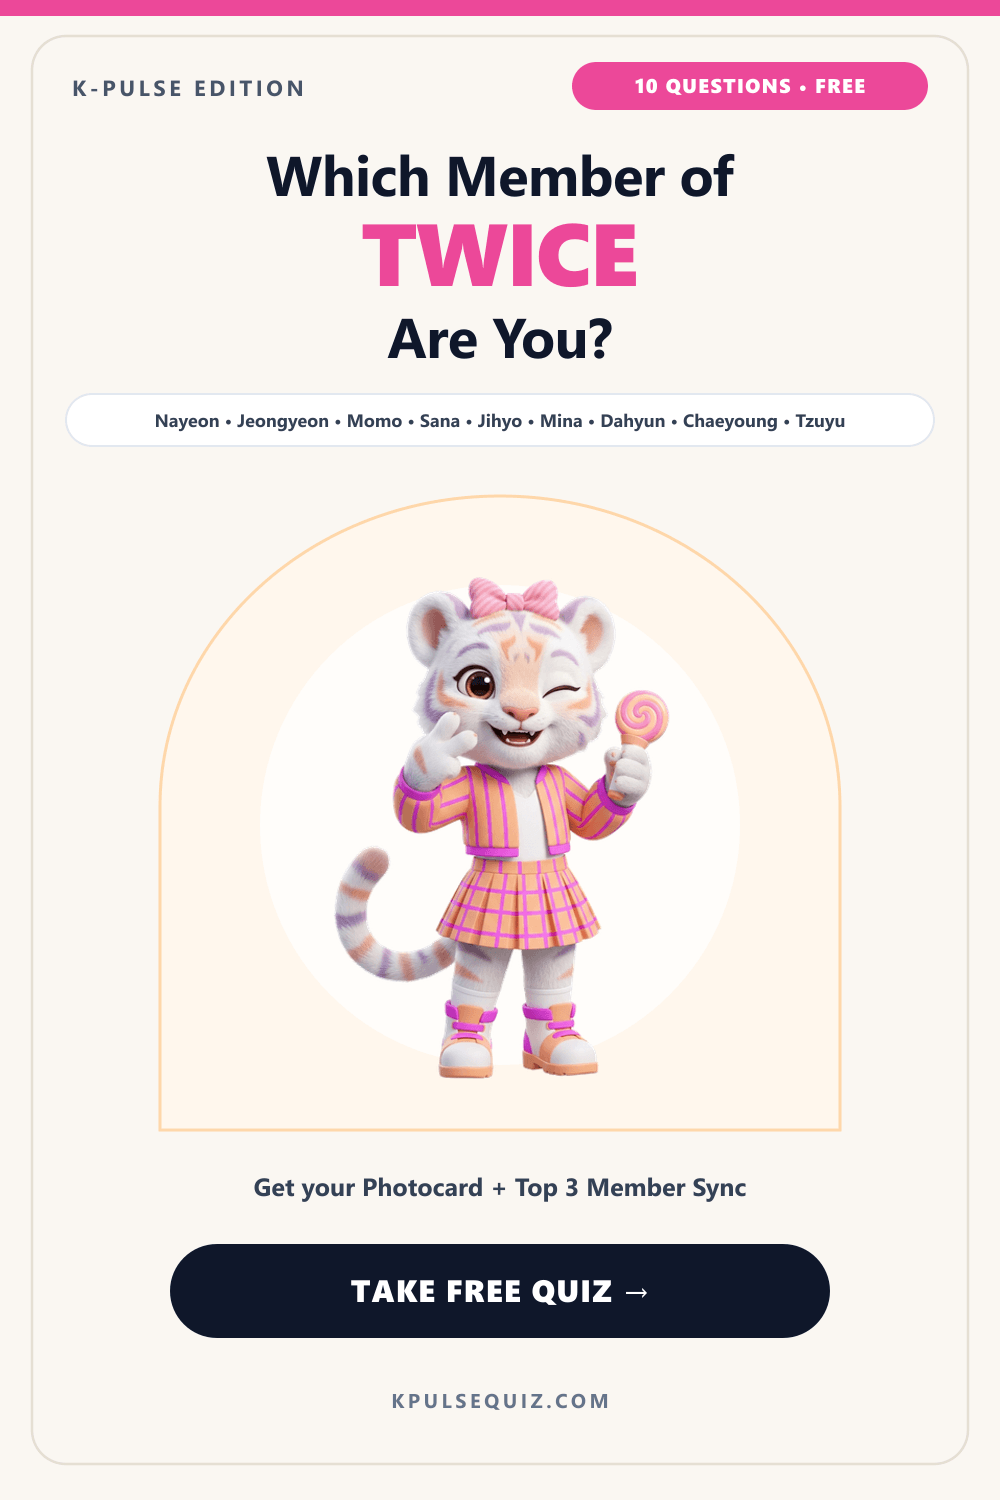 K-PULSE EDITION
10 QUESTIONS • FREE
Which Member of
TWICE
Are You?
Nayeon • Jeongyeon • Momo • Sana • Jihyo • Mina • Dahyun • Chaeyoung • Tzuyu
Get your Photocard + Top 3 Member Sync
TAKE FREE QUIZ →
KPULSEQUIZ.COM